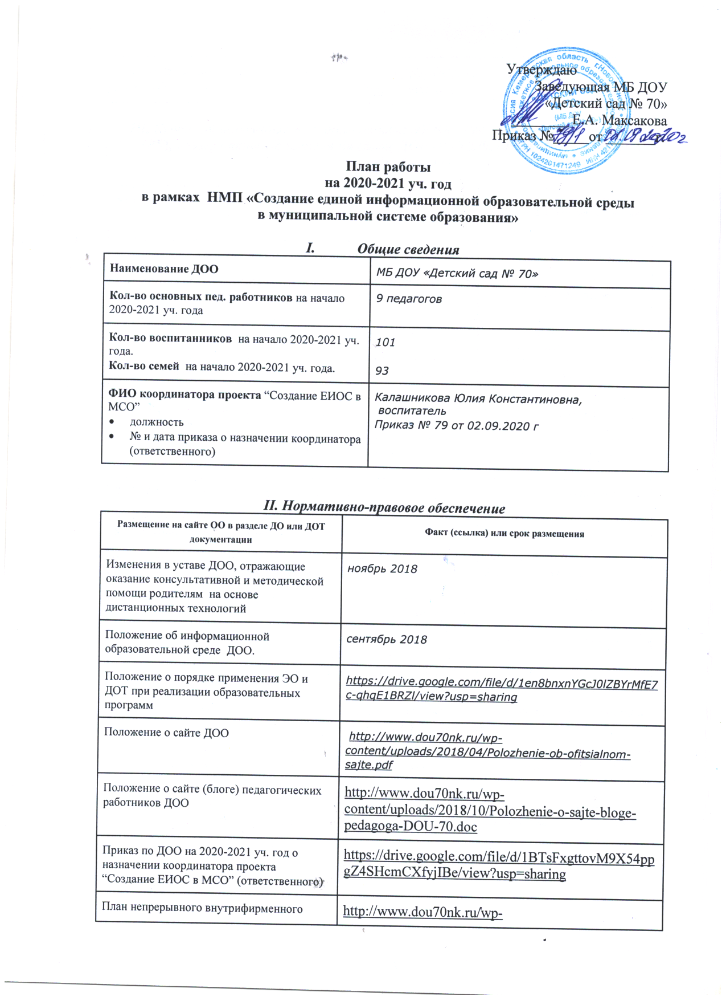 Утверждаю
Заведующая МБ ДОУ
«Детский сад № 70»
Е.А. Максакова
Приказ № 79/1 от 02.09.2020 г
План работы
на 2020-2021 уч. год
в рамках НМП «Создание единой информационной образовательной среды
в муниципальной системе образования»
I. Общие сведения
Наименование ДОО
МБ ДОУ «Детский сад № 70»
Кол-во основных пед. работников на начало
2020-2021 уч. года
9 педагогов
Кол-во воспитанников на начало 2020-2021 уч.
года.
Кол-во семей на начало 2020-2021 уч. года.
101
93
ФИО координатора проекта “Создание ЕИОС в
МСО”
• должность
• № и дата приказа о назначении координатора
(ответственного)
Калашникова Юлия Константиновна,
воспитатель
Приказ № 79 от 02.09.2020 г
II. Нормативно-правовое обеспечение
Размещение на сайте ОО в разделе ДО или ДОТ
документации
Факт (ссылка) или срок размещения
Изменения в уставе ДОО, отражающие
оказание консультативной и методической
помощи родителям на основе
дистанционных технологий
ноябрь 2018
Положение об информационной
образовательной среде ДОО.
сентябрь 2018
Положение о порядке применения ЭО и
ДОТ при реализации образовательных
программ
https://drive.google.com/file/d/1en8bnxnYGcJ0lZBYrMfE7
c-qhqE1BRZl/view?usp=sharing
Положение о сайте ДОО
http://www.dou70nk.ru/wp-
content/uploads/2018/04/Polozhenie-ob-ofitsialnom-
sajte.pdf
Положение о сайте (блоге) педагогических
работников ДОО
http://www.dou70nk.ru/wp-
content/uploads/2018/10/Polozhenie-o-sajte-bloge-
pedagoga-DOU-70.doc
Приказ по ДОО на 2020-2021 уч. год о
назначении координатора проекта
“Создание ЕИОС в МСО” (ответственного)
https://drive.google.com/file/d/1BTsFxgttovM9X54pp
gZ4SHcmCXfyjIBe/view?usp=sharing
План непрерывного внутрифирменного
http://www.dou70nk.ru/wp-